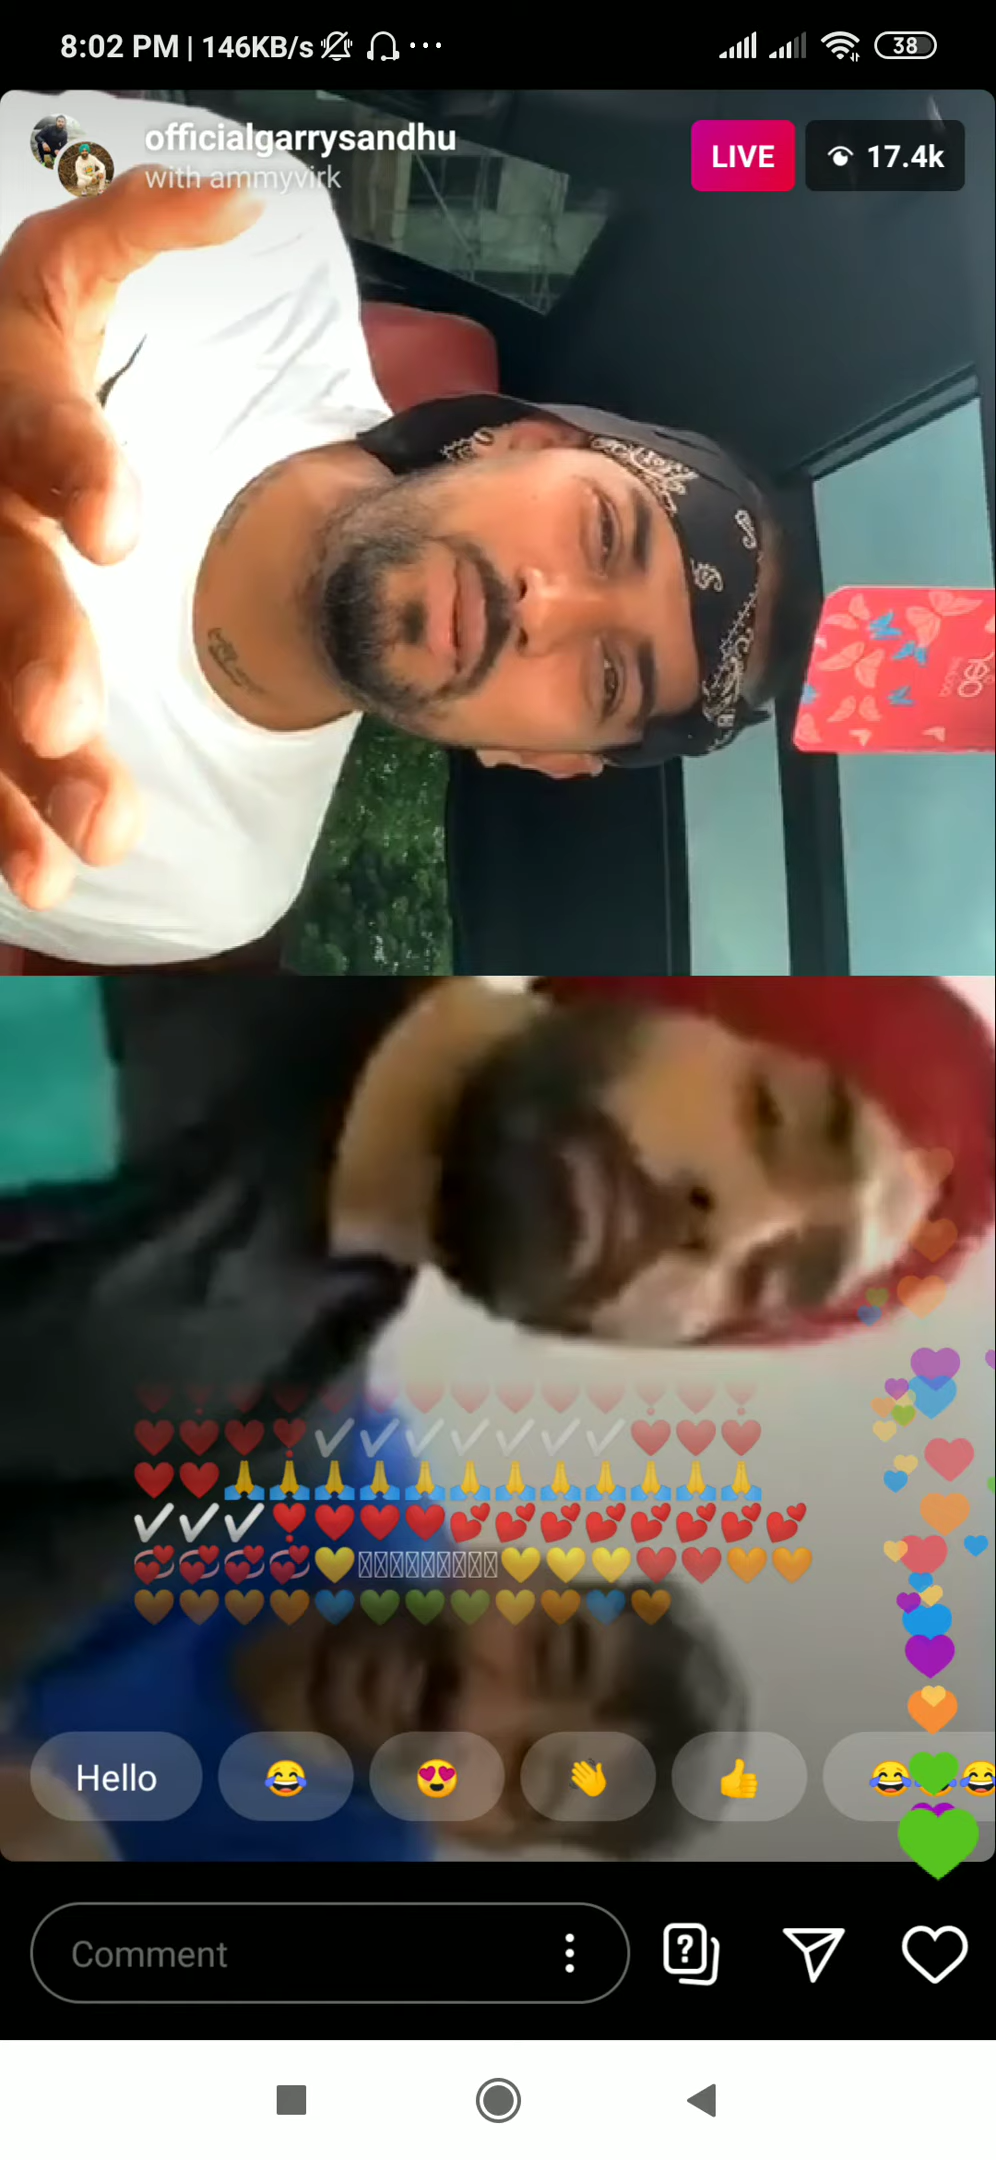 8:02 PM | 146KB/s ... 38
officialgarrysandhu
with ammyvirk
LIVE 17.4k
Hello
Comment